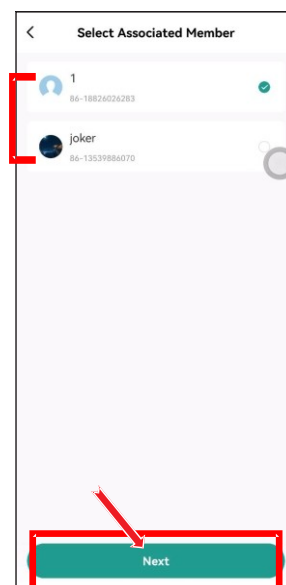 Select Associated Member
1
86-18826026283
joker
86-13539886070
Next